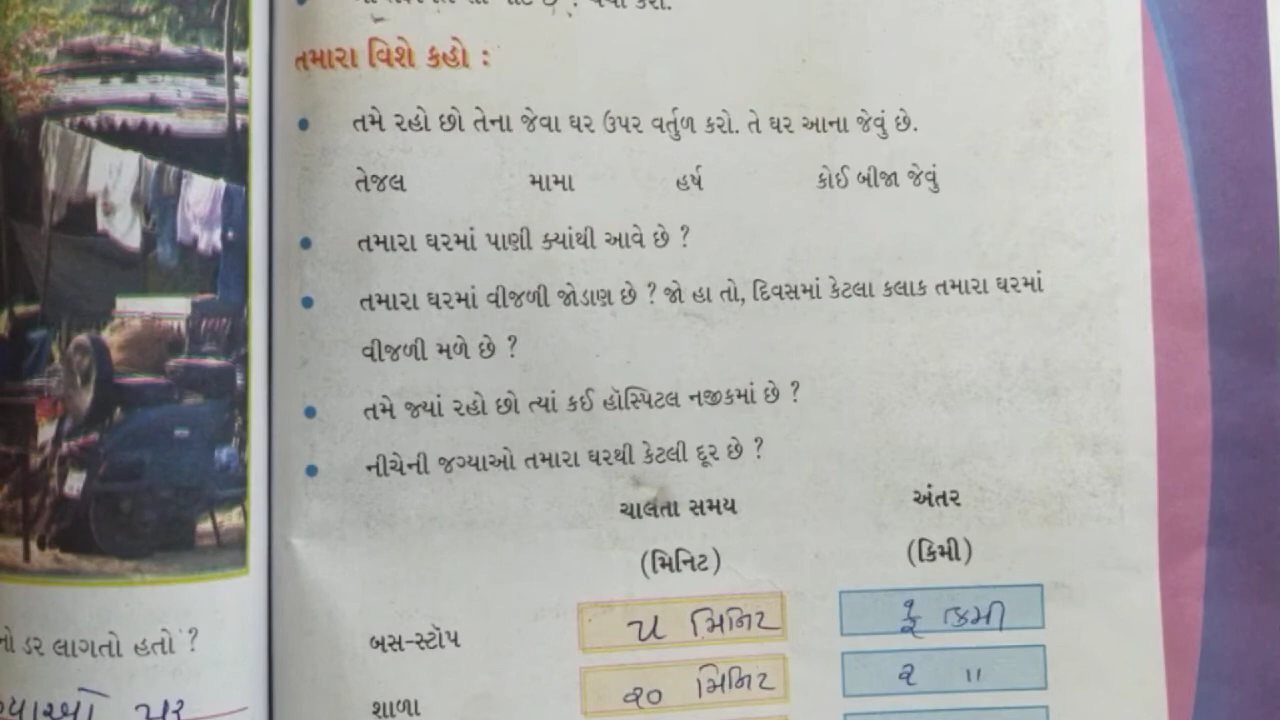 તમારા વિશે કહો :
• તમે રહો છો તેના જેવા ઘર ઉપર વર્તુળ કરો. તે ઘર આના જેવું છે.
તેજલ મામા હર્ષ કોઈ બીજા જેવું
• તમારા ઘરમાં પાણી ક્યાંથી આવે છે ?
• તમારા ઘરમાં વીજળી જોડાણ છે ? જો હા તો, દિવસમાં કેટલા કલાક તમારા ઘરમાં
વીજળી મળે છે ?
• તમે જ્યાં રહો છો ત્યાં કઈ હૉસ્પિટલ નજીકમાં છે ?
• નીચેની જગ્યાઓ તમારા ઘરથી કેટલી દૂર છે ?
ચાલતા સમય અંતર
(મિનિટ) (કિમી)
બસ-સ્ટૉપ ૫ મિનિટ કિમી
શાળા ૨૦ મિનિટ ૨ "
ડર લાગતો હતો ?
પર